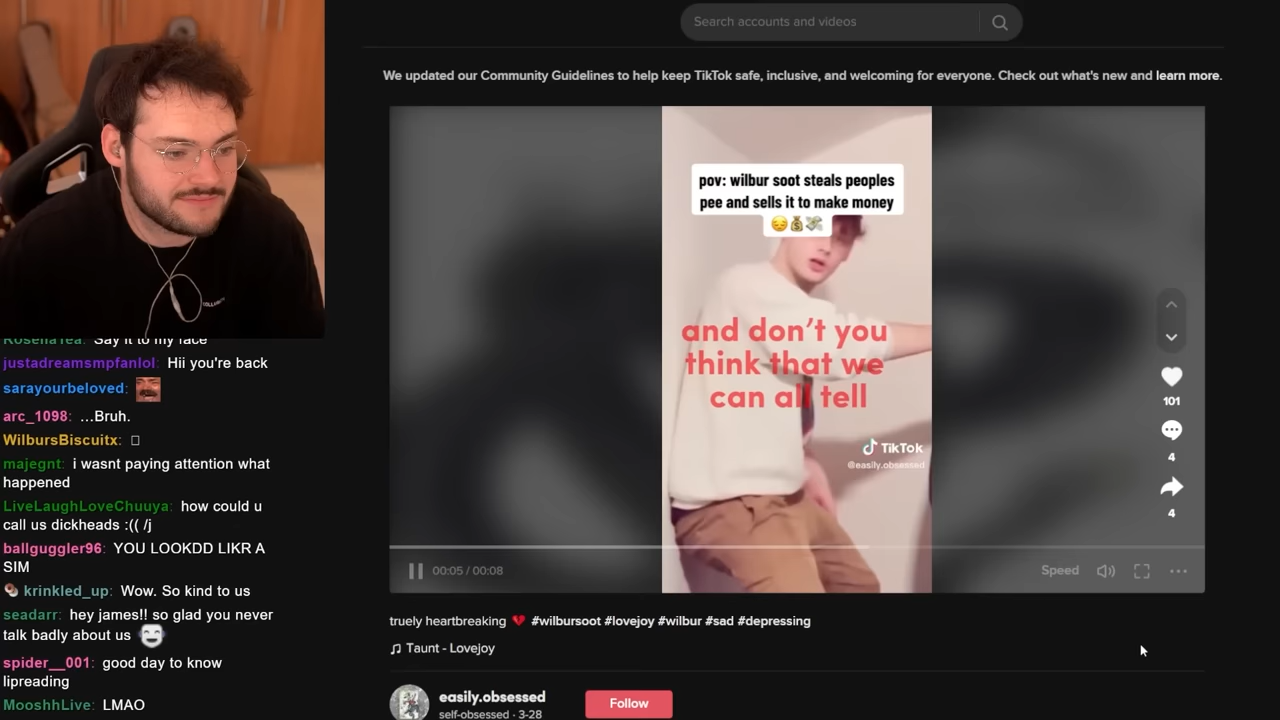 Search accounts and videos
We updated our Community Guidelines to help keep TikTok safe, inclusive, and welcoming for everyone. Check out what's new and learn more.
pov: wilbur soot steals peoples
pee and sells it to make money
😔💰💸
and don't you
think that we
can all tell
TikTok
@easily.obsessed
101
4
4
00:05 / 00:08
Speed
truely heartbreaking 💔 #wilbursoot #lovejoy #wilbur #sad #depressing
Taunt - Lovejoy
easily.obsessed
self-obsessed · 3-28
Follow
RosenaTea: Say it to my face
justadreamsmpfanlol: Hii you're back
sarayourbeloved:
arc_1098: ...Bruh.
WilbursBiscuitx: □
majegnt: i wasnt paying attention what
happened
LiveLaughLoveChuuya: how could u
call us dickheads :(( /j
ballguggler96: YOU LOOKDD LIKR A
SIM
krinkled_up: Wow. So kind to us
seadarr: hey james!! so glad you never
talk badly about us
spider__001: good day to know
lipreading
MooshhLive: LMAO